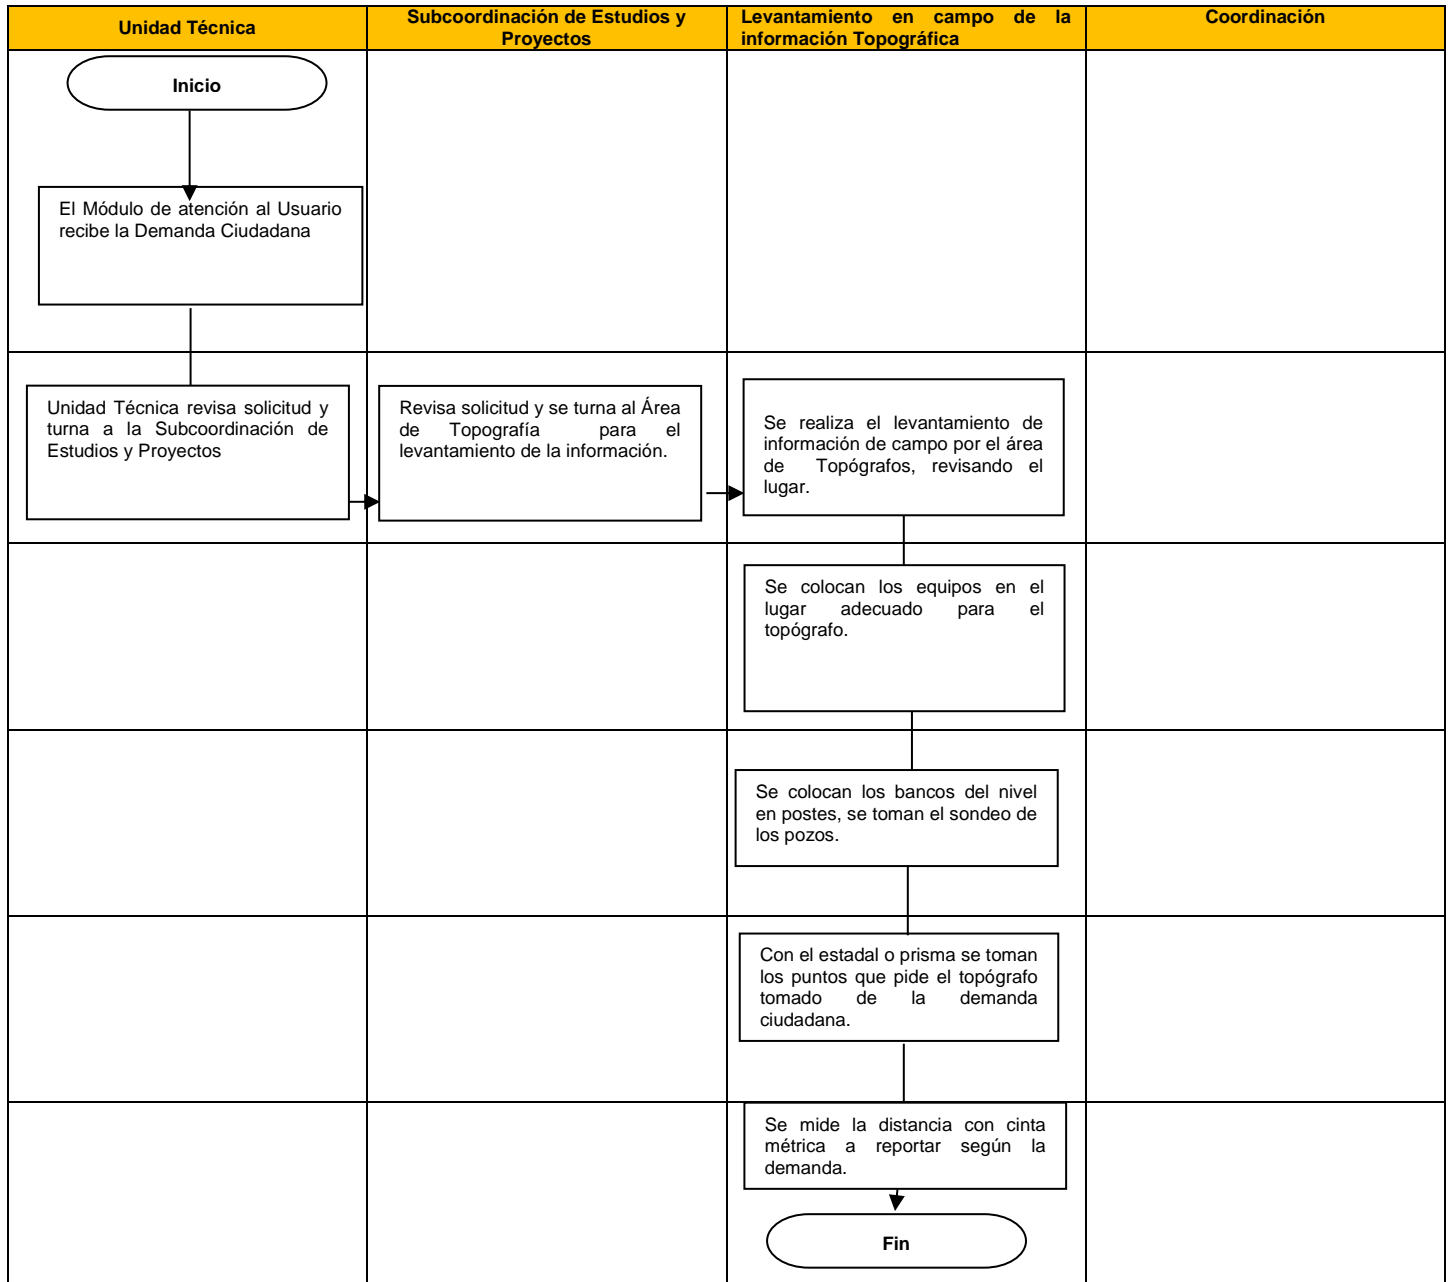 Unidad Técnica
Subcoordinación de Estudios y
Proyectos
Levantamiento en campo de la
información Topográfica
Coordinación
Inicio
El Módulo de atención al Usuario
recibe la Demanda Ciudadana
Unidad Técnica revisa solicitud y
turna a la Subcoordinación de
Estudios y Proyectos
Revisa solicitud y se turna al Área
de Topografía para el
levantamiento de la información.
Se realiza el levantamiento de
información de campo por el área
de Topógrafos, revisando el
lugar.
Se colocan los equipos en el
lugar adecuado para el
topógrafo.
Se colocan los bancos del nivel
en postes, se toman el sondeo de
los pozos.
Con el estadal o prisma se toman
los puntos que pide el topógrafo
tomado de la demanda
ciudadana.
Se mide la distancia con cinta
métrica a reportar según la
demanda.
Fin